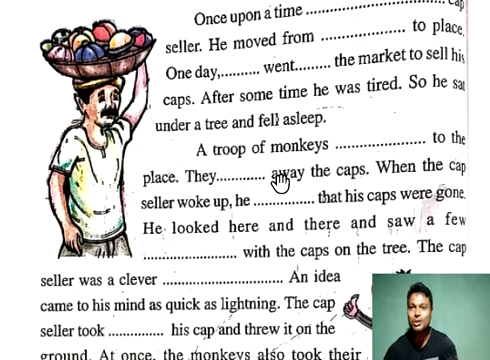 Once upon a time ........................................ cap
seller. He moved from ........................ to place.
One day,.......... went......... the market to sell his
caps. After some time he was tired. So he sat
under a tree and fell asleep.
A troop of monkeys ......................... to the
place. They.............. away the caps. When the cap
seller woke up, he ................. that his caps were gone.
He looked here and there and saw a few
.......................... with the caps on the tree. The cap
seller was a clever ................................. An idea
came to his mind as quick as lightning. The cap
seller took ............... his cap and threw it on the
ground. At once, the monkeys also took their